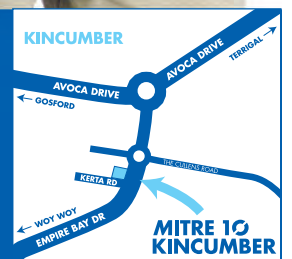 KINCUMBER
AVOCA DRIVE
TERRIGAL
AVOCA DRIVE
GOSFORD
THE CULLENS ROAD
KERTA RD
WOY WOY
EMPIRE BAY DR
MITRE 10
KINCUMBER